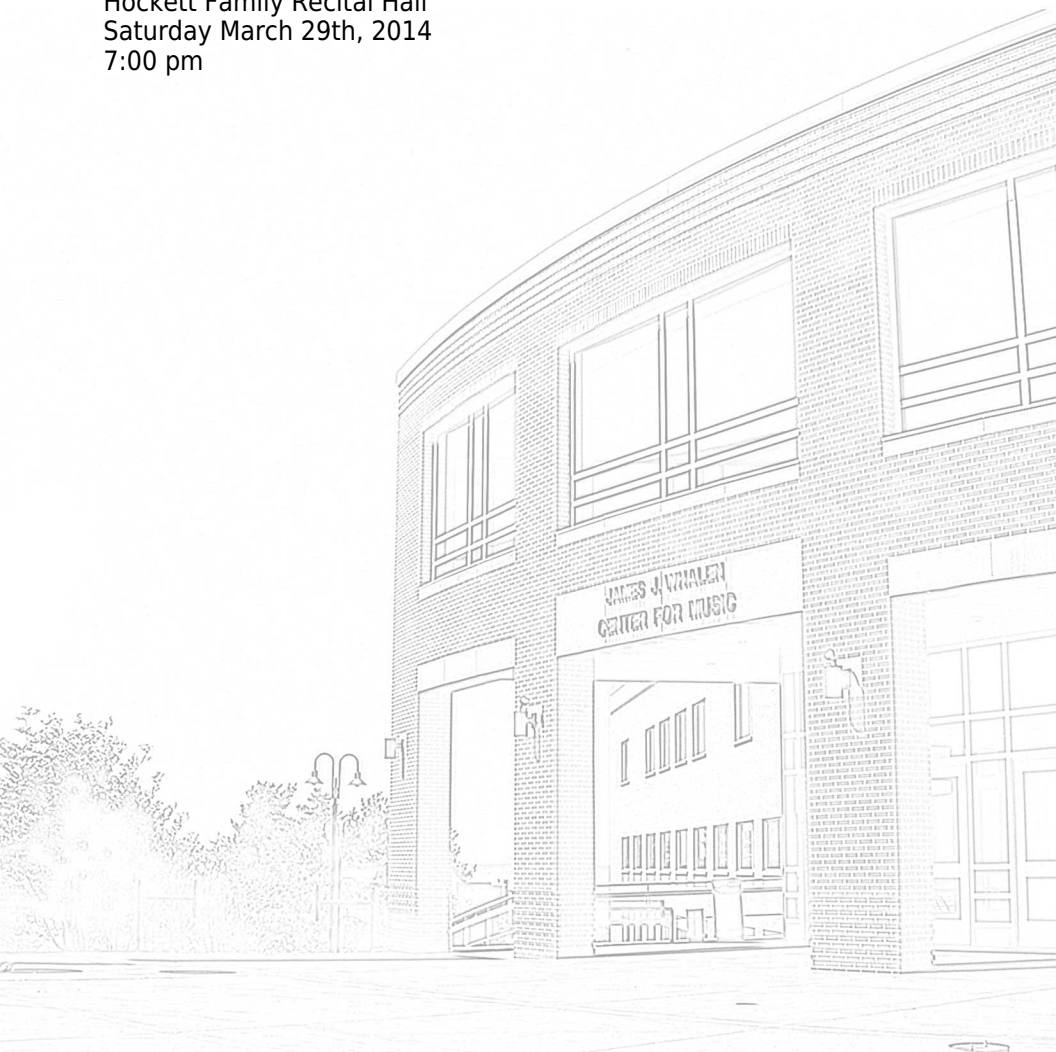 Hockett Family Recital Hall
Saturday March 29th, 2014
7:00 pm
JAMES J. WHALEN
CENTER FOR MUSIC